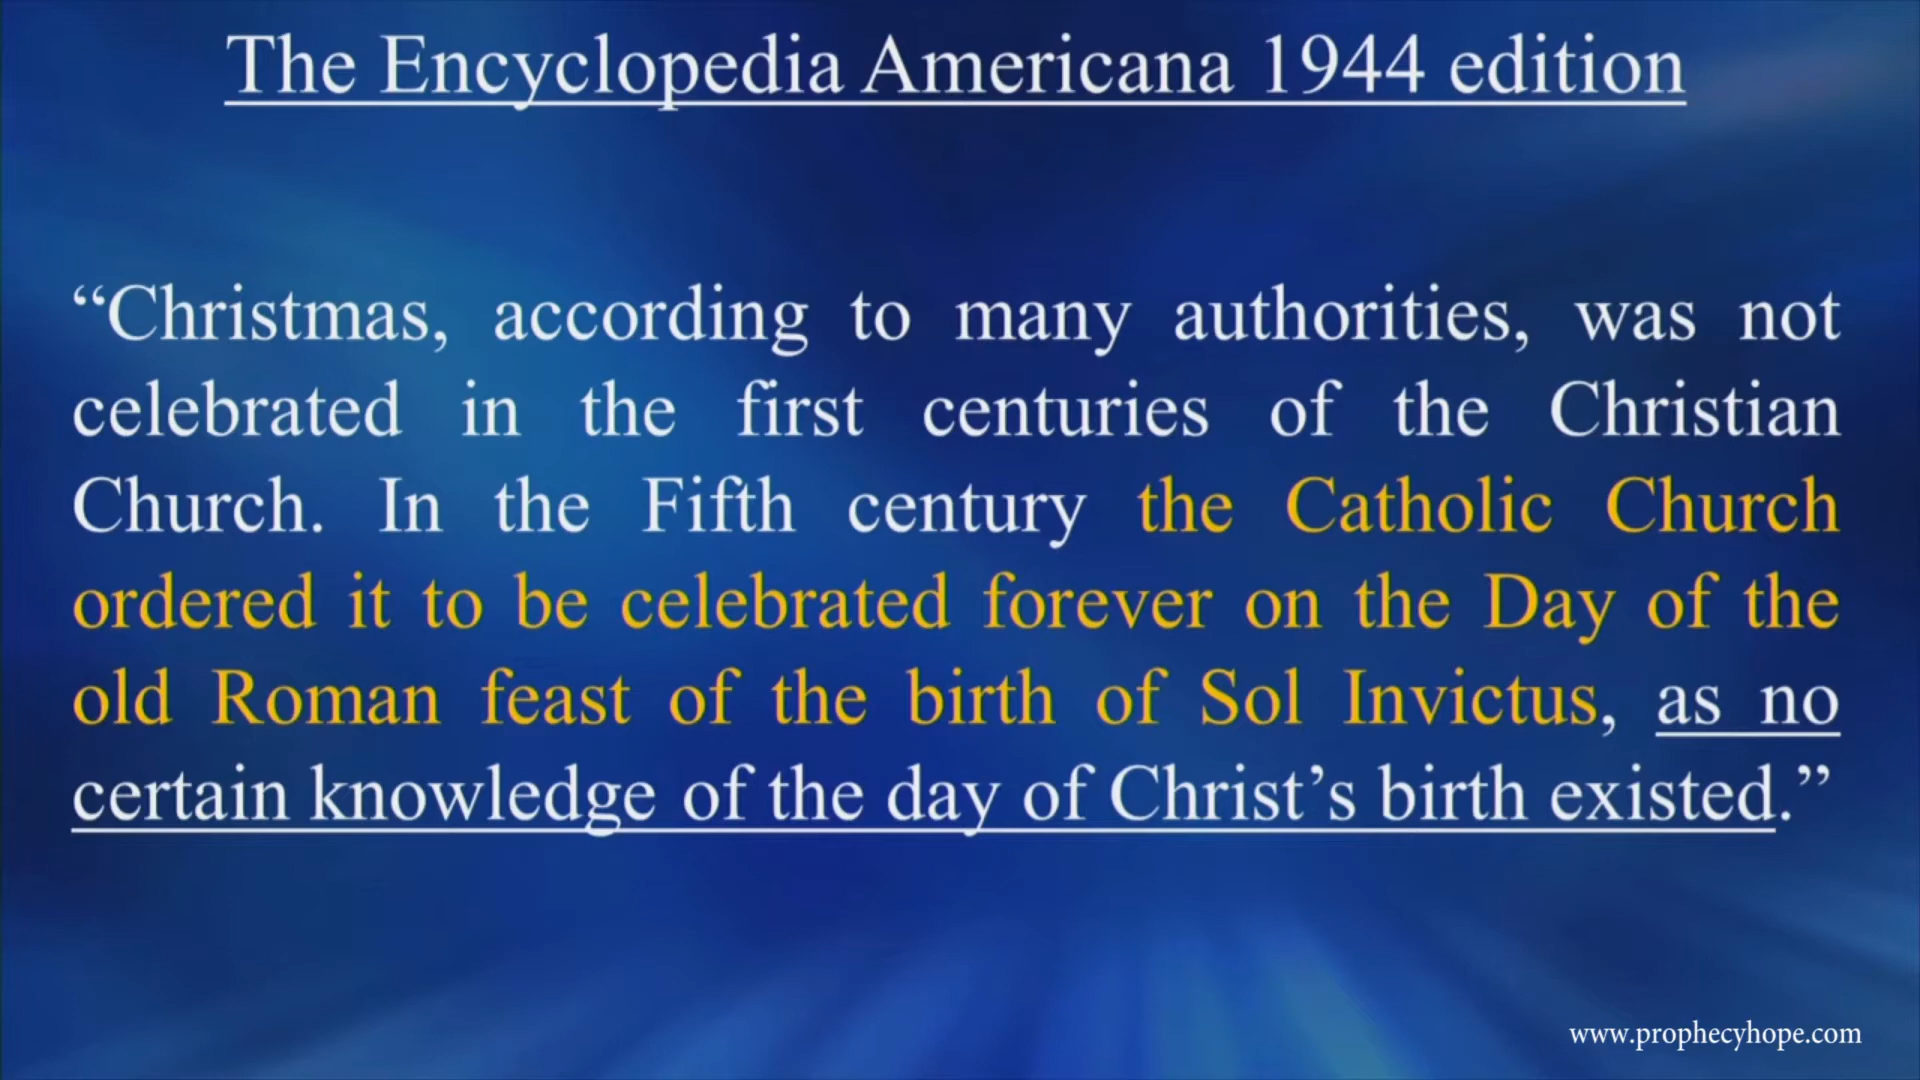 The Encyclopedia Americana 1944 edition
“Christmas, according to many authorities, was not
celebrated in the first centuries of the Christian
Church. In the Fifth century the Catholic Church
ordered it to be celebrated forever on the Day of the
old Roman feast of the birth of Sol Invictus, as no
certain knowledge of the day of Christ’s birth existed.”
www.prophecyhope.com